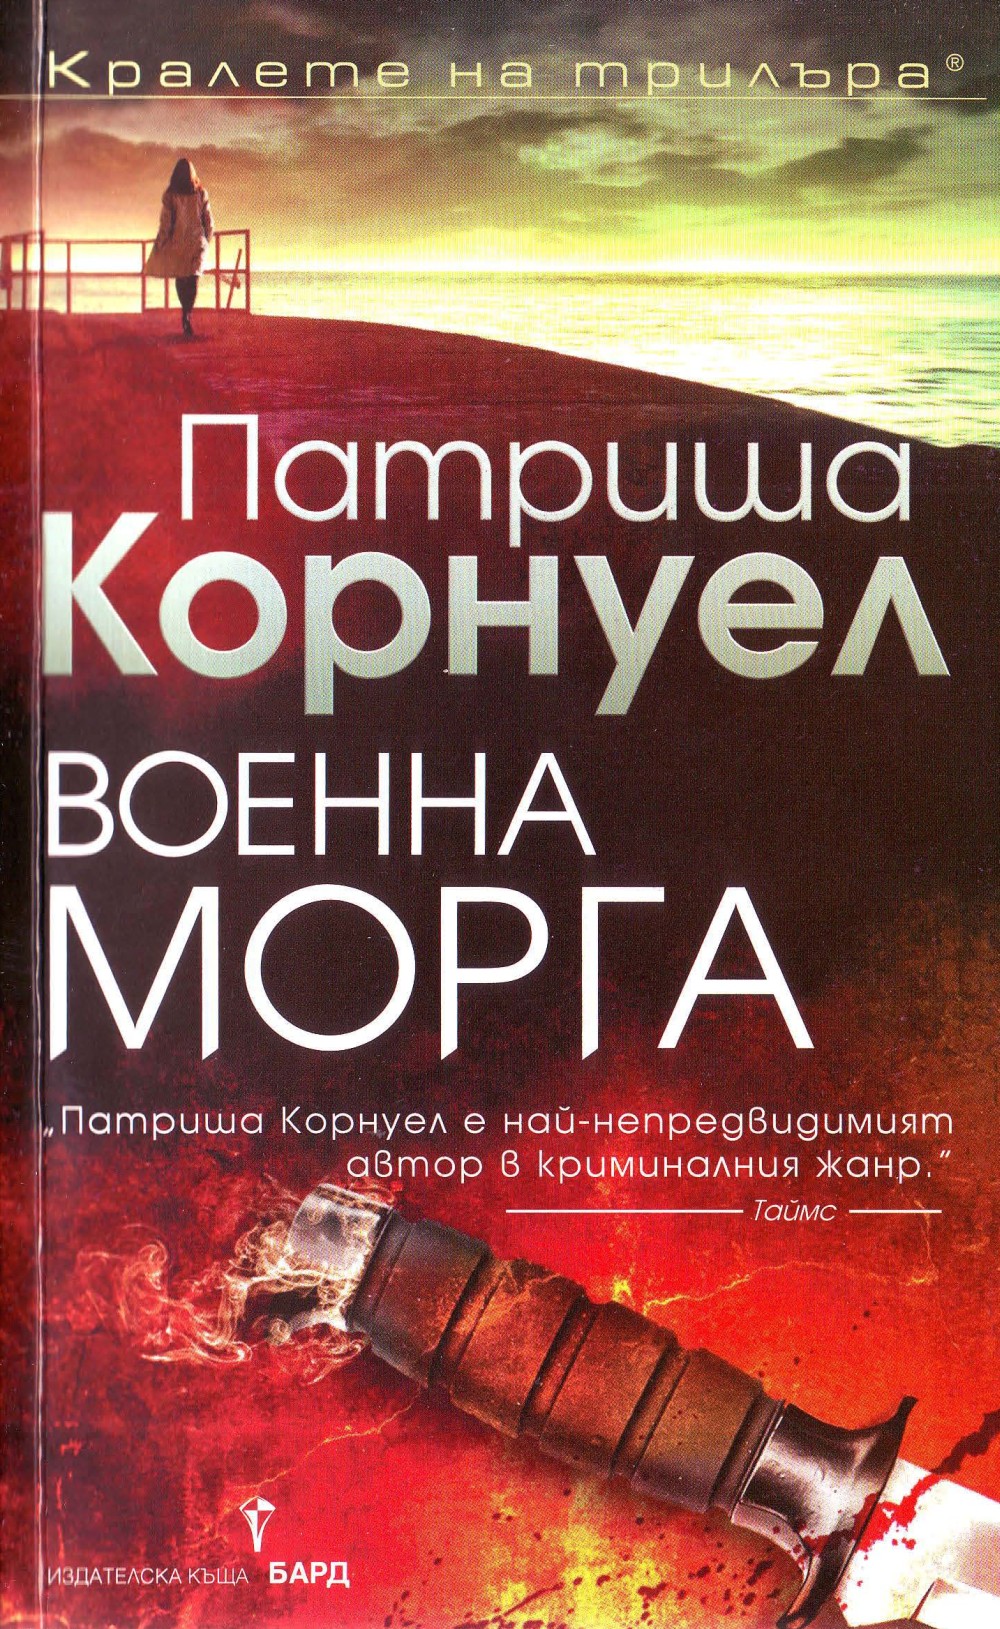 Кралете на трилъра®
Патриша
Корнуел
ВОЕННА
МОРГА
„Патриша Корнуел е най-непредвидимият
автор в криминалния жанр.“
Таймс
ИЗДАТЕЛСКА КЪЩА БАРД